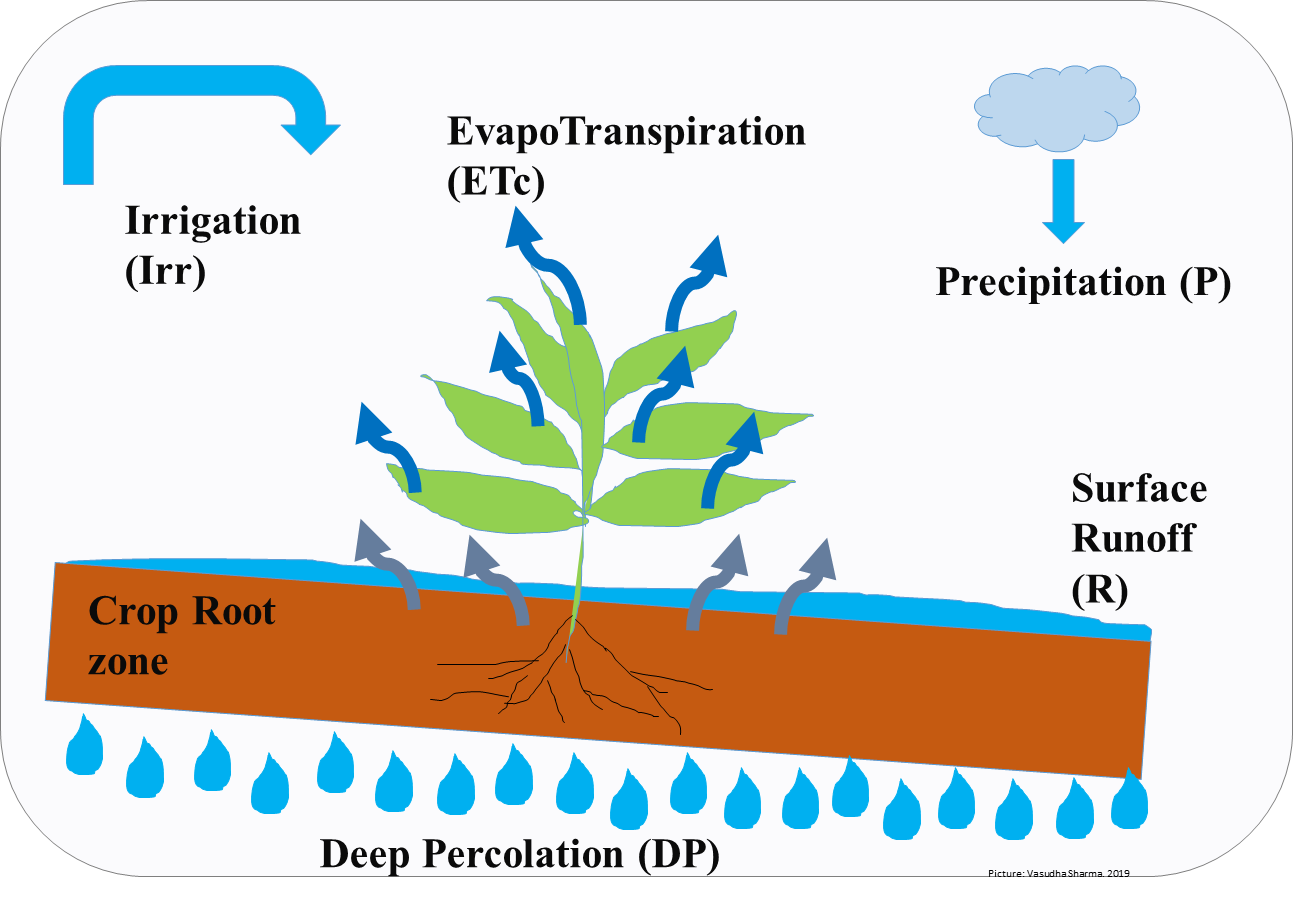 EvapoTranspiration
(ETc)
Irrigation
(Irr)
Precipitation (P)
Surface
Runoff
(R)
Crop Root
zone
Deep Percolation (DP)
Picture: Vasudha Sharma, 2019